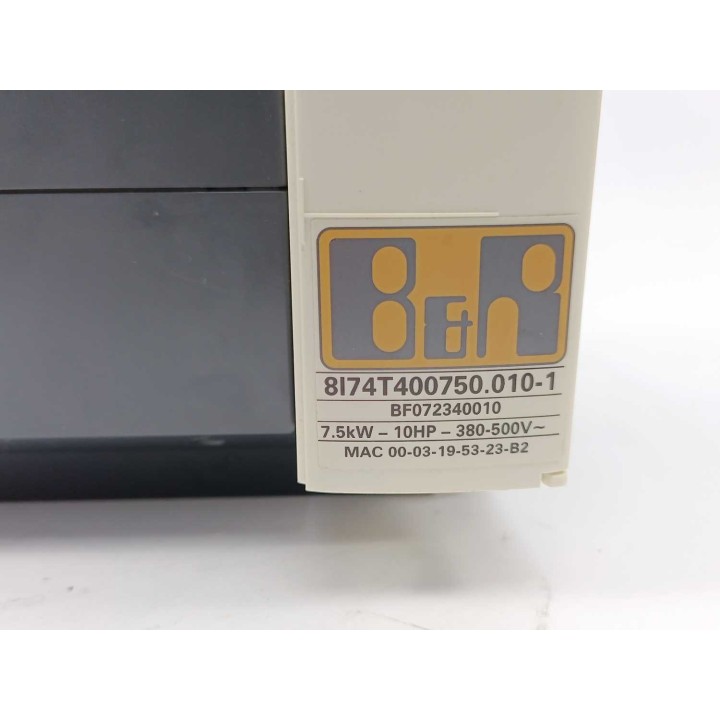 B&R
8I74T400750.010-1
BF072340010
7.5kW – 10HP – 380-500V~
MAC 00-03-19-53-23-B2